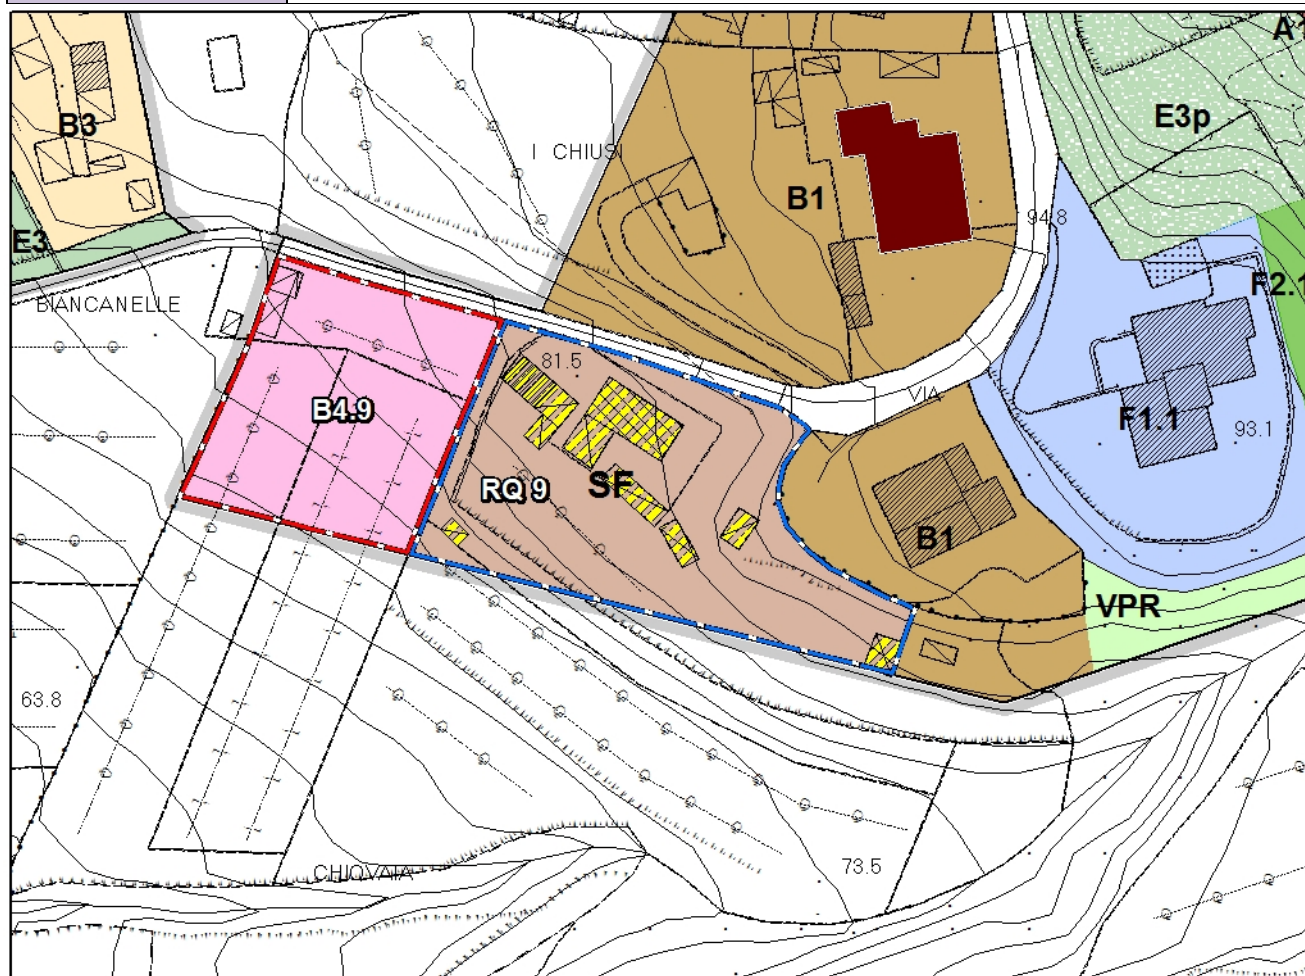 A1
E3p
B3
I CHIUSI
B1
94.8
E3
F2.1
BIANCANELLE
81.5
VIA
B4.9
F1.1
93.1
SF
RQ 9
B1
VPR
63.8
73.5
CHIOVAIA